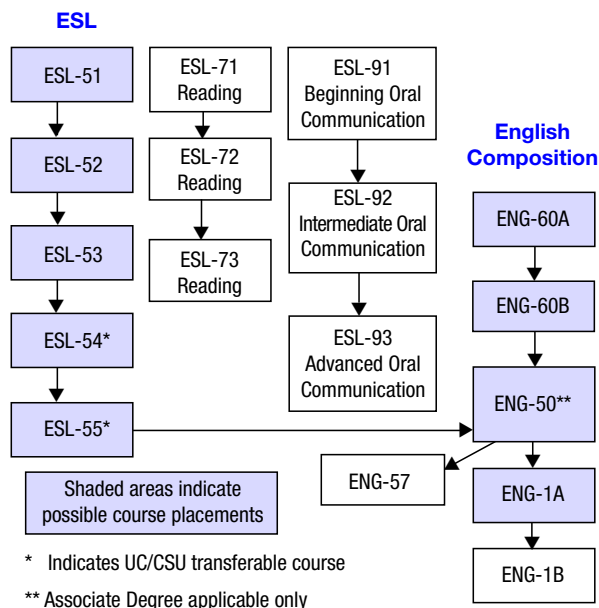 ESL
ESL-51
ESL-52
ESL-53
ESL-54*
ESL-55*
ESL-71
Reading
ESL-72
Reading
ESL-73
Reading
ESL-91
Beginning Oral
Communication
ESL-92
Intermediate Oral
Communication
ESL-93
Advanced Oral
Communication
English
Composition
ENG-60A
ENG-60B
ENG-50**
ENG-57
ENG-1A
ENG-1B
Shaded areas indicate
possible course placements
* Indicates UC/CSU transferable course
** Associate Degree applicable only